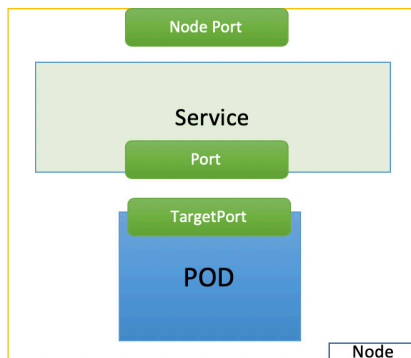 Node Port
Service
Port
TargetPort
POD
Node